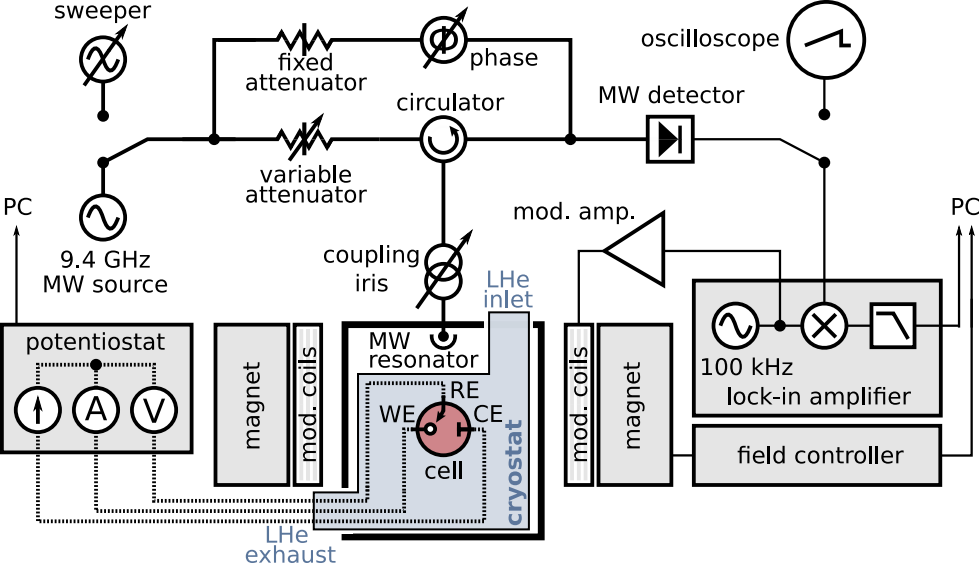 sweeper
fixed
attenuator
phase
oscilloscope
circulator
MW detector
variable
attenuator
PC
9.4 GHz
MW source
mod. amp.
PC
coupling
iris
LHe
inlet
potentiostat
A
V
magnet
mod. coils
MW
resonator
RE
WE
CE
cell
cryostat
mod. coils
magnet
100 kHz
lock-in amplifier
field controller
LHe
exhaust